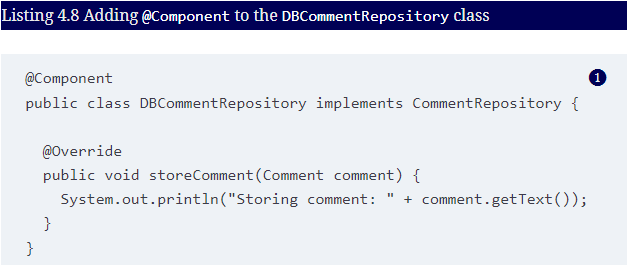 Listing 4.8 Adding @Component to the DBCommentRepository class
@Component 1
public class DBCommentRepository implements CommentRepository {
@Override
public void storeComment(Comment comment) {
System.out.println("Storing comment: " + comment.getText());
}
}